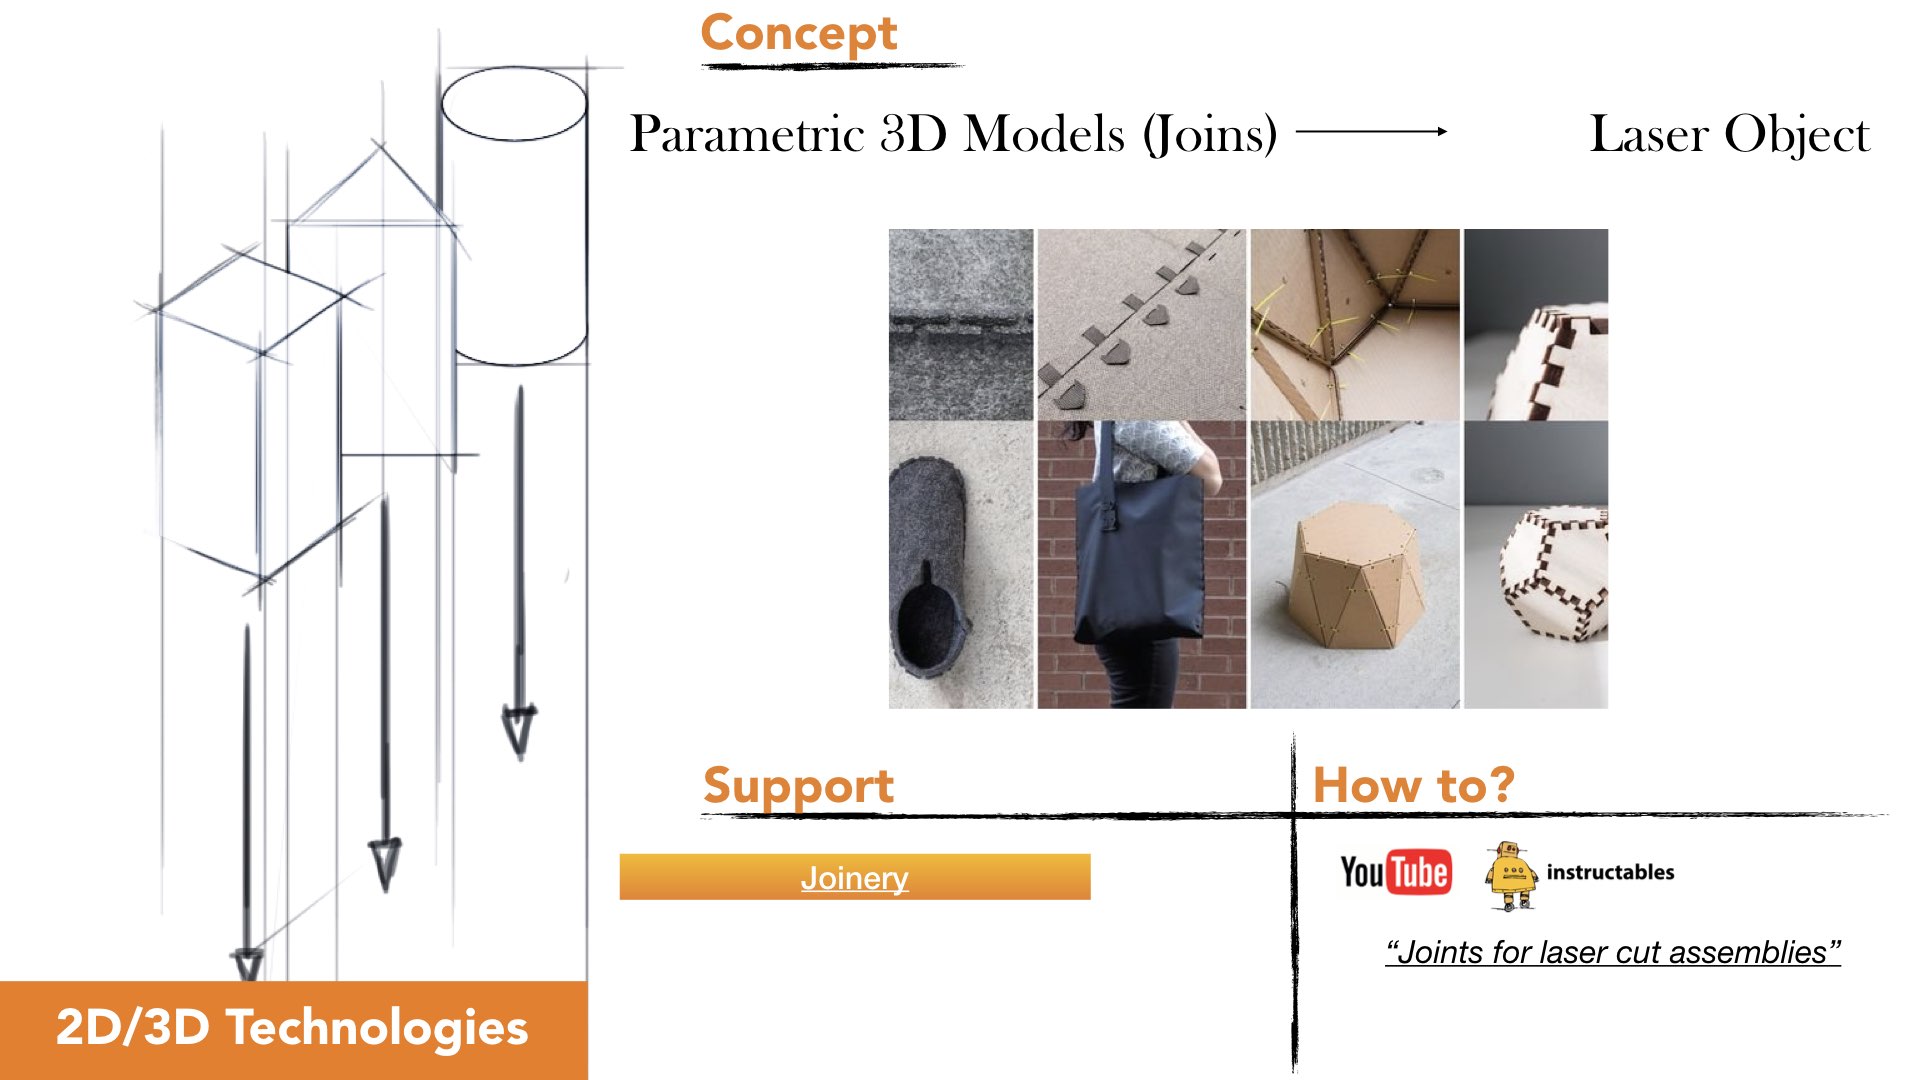 Concept
Parametric 3D Models (Joins)
Laser Object
Support
How to?
Joinery
YouTube
instructables
“Joints for laser cut assemblies”
2D/3D Technologies